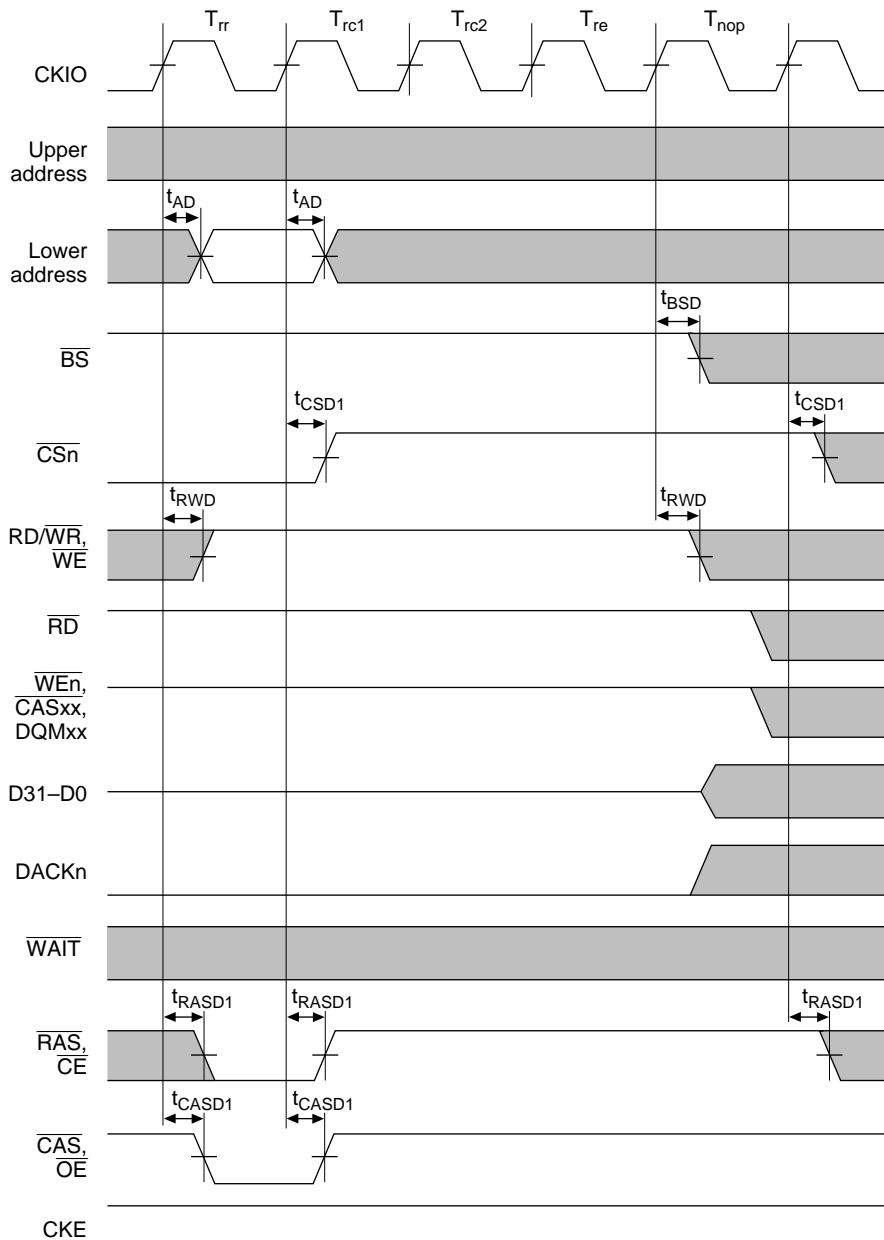 Trr Trc1 Trc2 Tre Tnop
CKIO
Upper
address
tAD tAD
Lower
address
tBSD
BS
tCSD1 tCSD1
CSn
tRWD tRWD
RD/WR,
WE
RD
WEn,
CASxx,
DQMxx
D31–D0
DACKn
WAIT
tRASD1 tRASD1 tRASD1
RAS,
CE
tCASD1 tCASD1
CAS,
OE
CKE